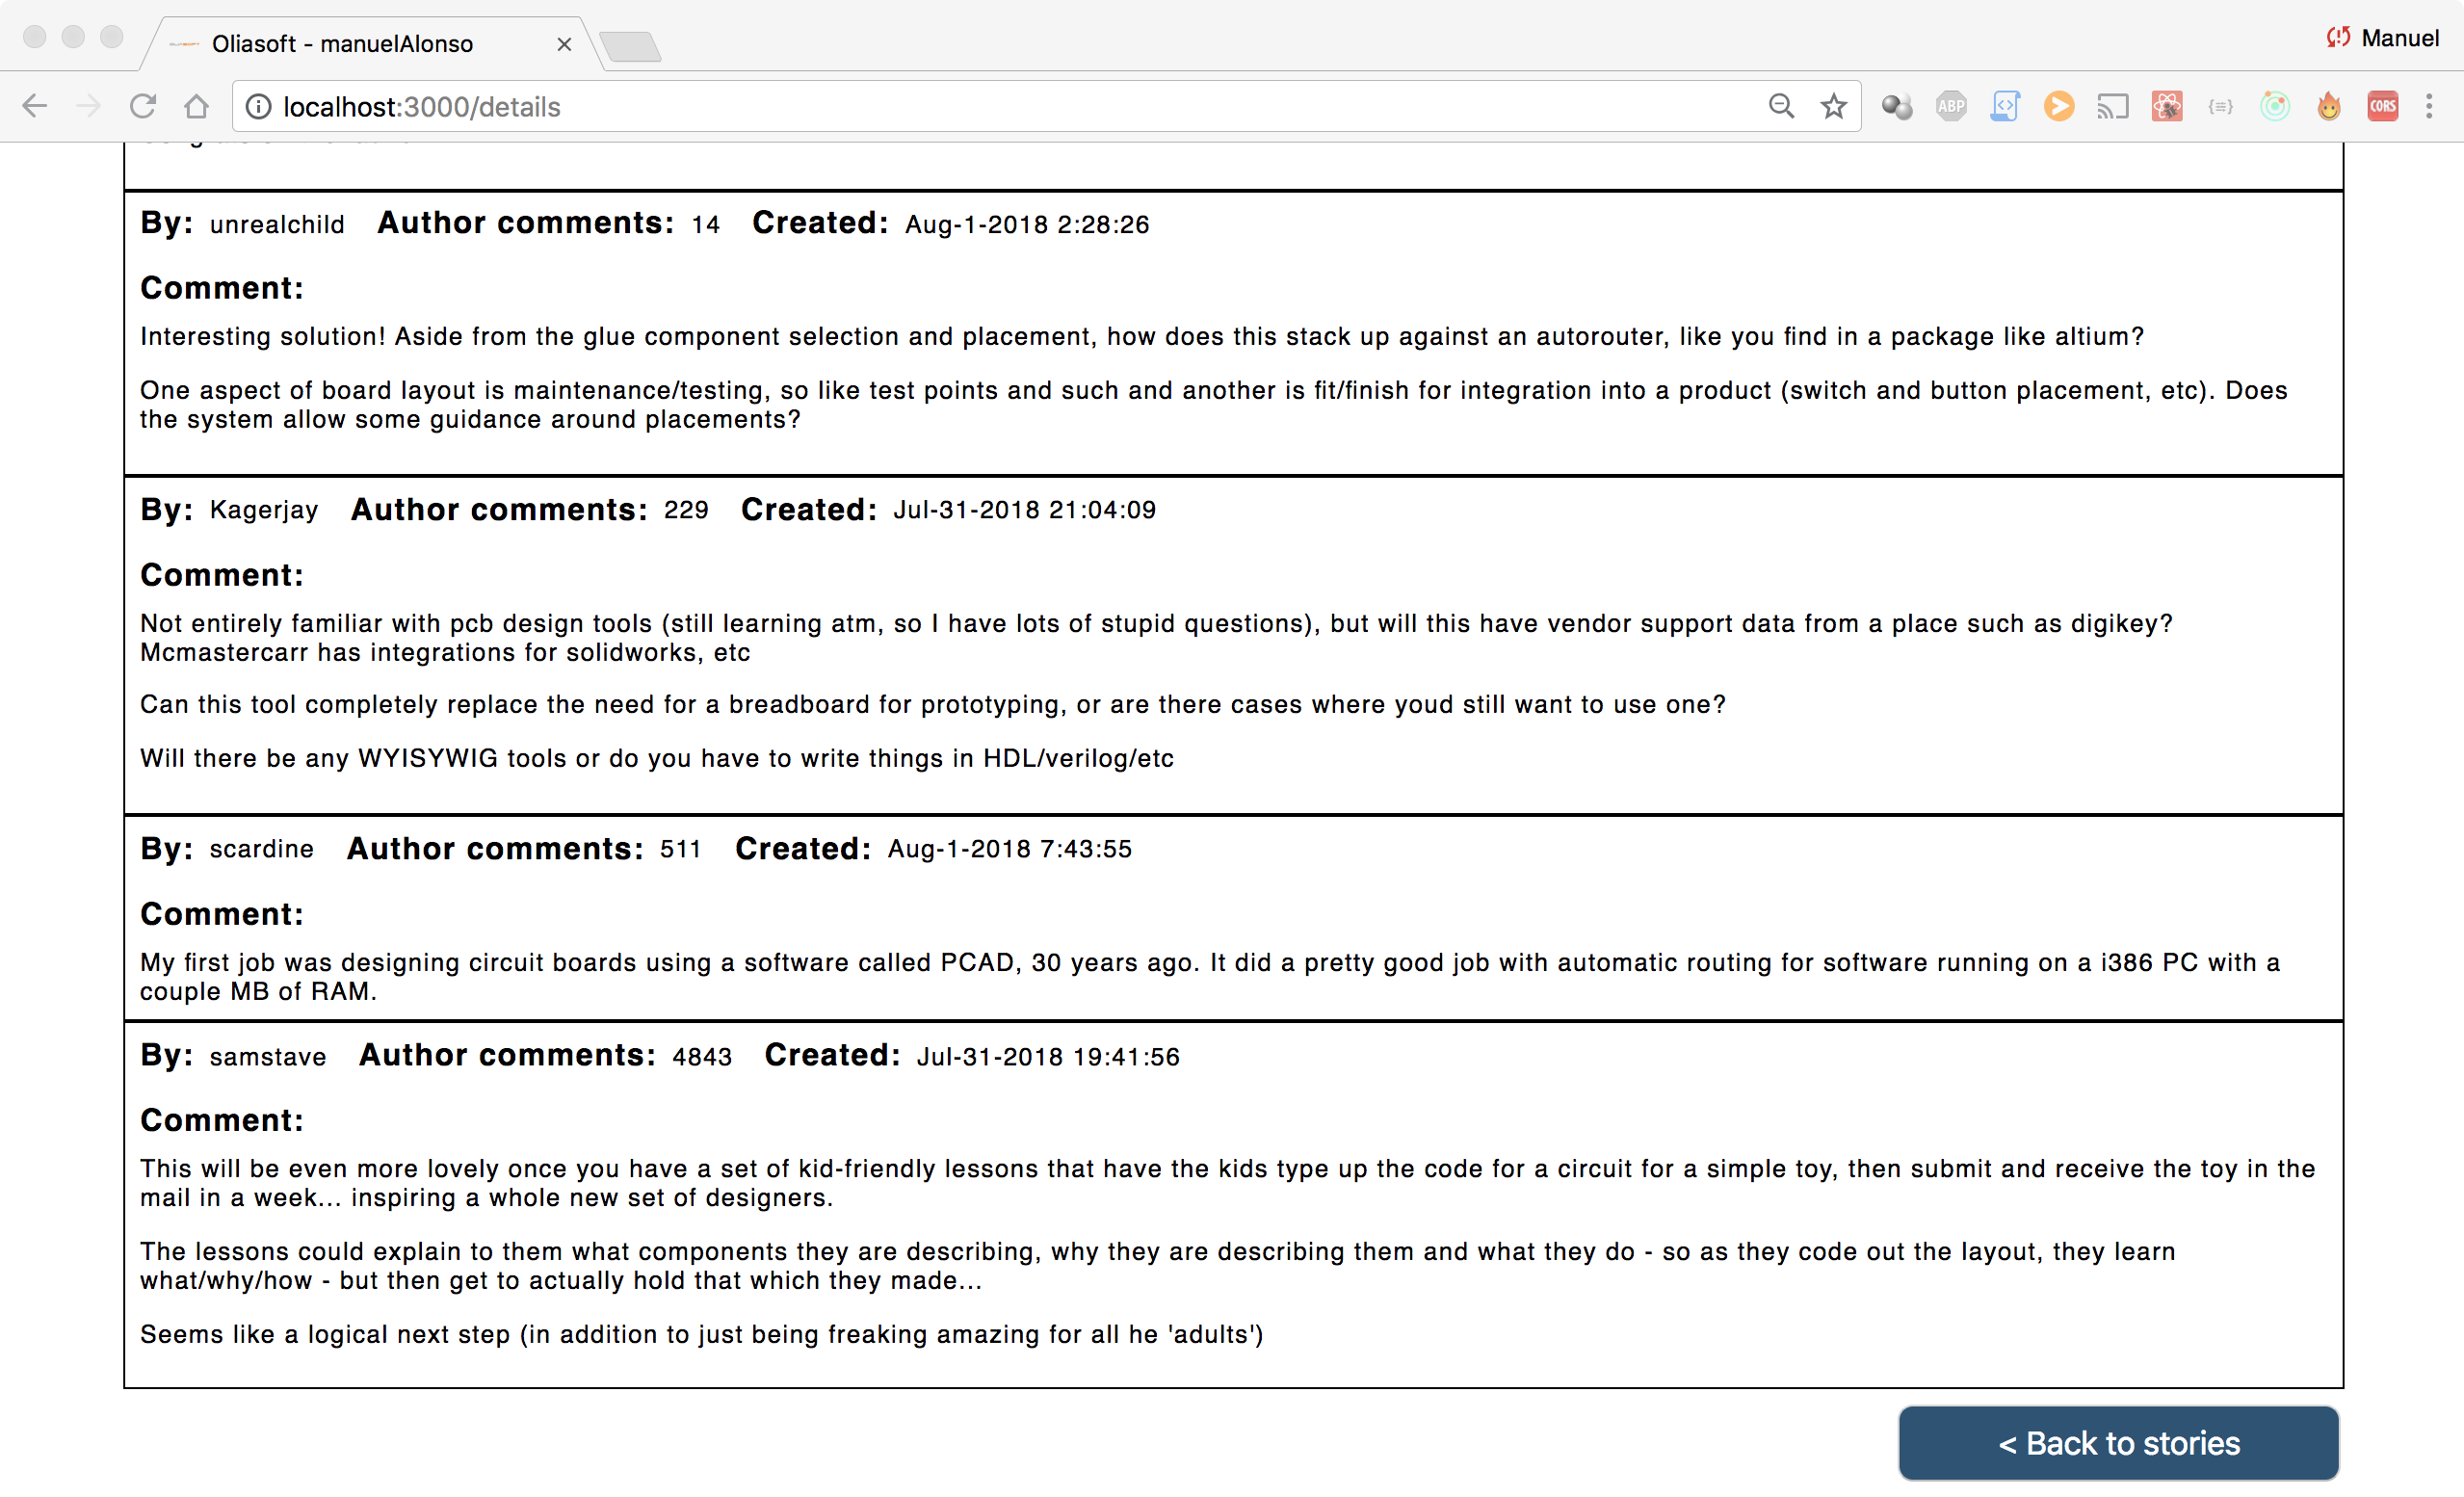 Oliasoft - manuelAlonso
Manuel
localhost:3000/details
ABP
CORS
By: unrealchild Author comments: 14 Created: Aug-1-2018 2:28:26
Comment:
Interesting solution! Aside from the glue component selection and placement, how does this stack up against an autorouter, like you find in a package like altium?
One aspect of board layout is maintenance/testing, so like test points and such and another is fit/finish for integration into a product (switch and button placement, etc). Does
the system allow some guidance around placements?
By: Kagerjay Author comments: 229 Created: Jul-31-2018 21:04:09
Comment:
Not entirely familiar with pcb design tools (still learning atm, so I have lots of stupid questions), but will this have vendor support data from a place such as digikey?
Mcmastercarr has integrations for solidworks, etc
Can this tool completely replace the need for a breadboard for prototyping, or are there cases where youd still want to use one?
Will there be any WYISYWIG tools or do you have to write things in HDL/verilog/etc
By: scardine Author comments: 511 Created: Aug-1-2018 7:43:55
Comment:
My first job was designing circuit boards using a software called PCAD, 30 years ago. It did a pretty good job with automatic routing for software running on a i386 PC with a
couple MB of RAM.
By: samstave Author comments: 4843 Created: Jul-31-2018 19:41:56
Comment:
This will be even more lovely once you have a set of kid-friendly lessons that have the kids type up the code for a circuit for a simple toy, then submit and receive the toy in the
mail in a week... inspiring a whole new set of designers.
The lessons could explain to them what components they are describing, why they are describing them and what they do - so as they code out the layout, they learn
what/why/how - but then get to actually hold that which they made...
Seems like a logical next step (in addition to just being freaking amazing for all he 'adults')
< Back to stories